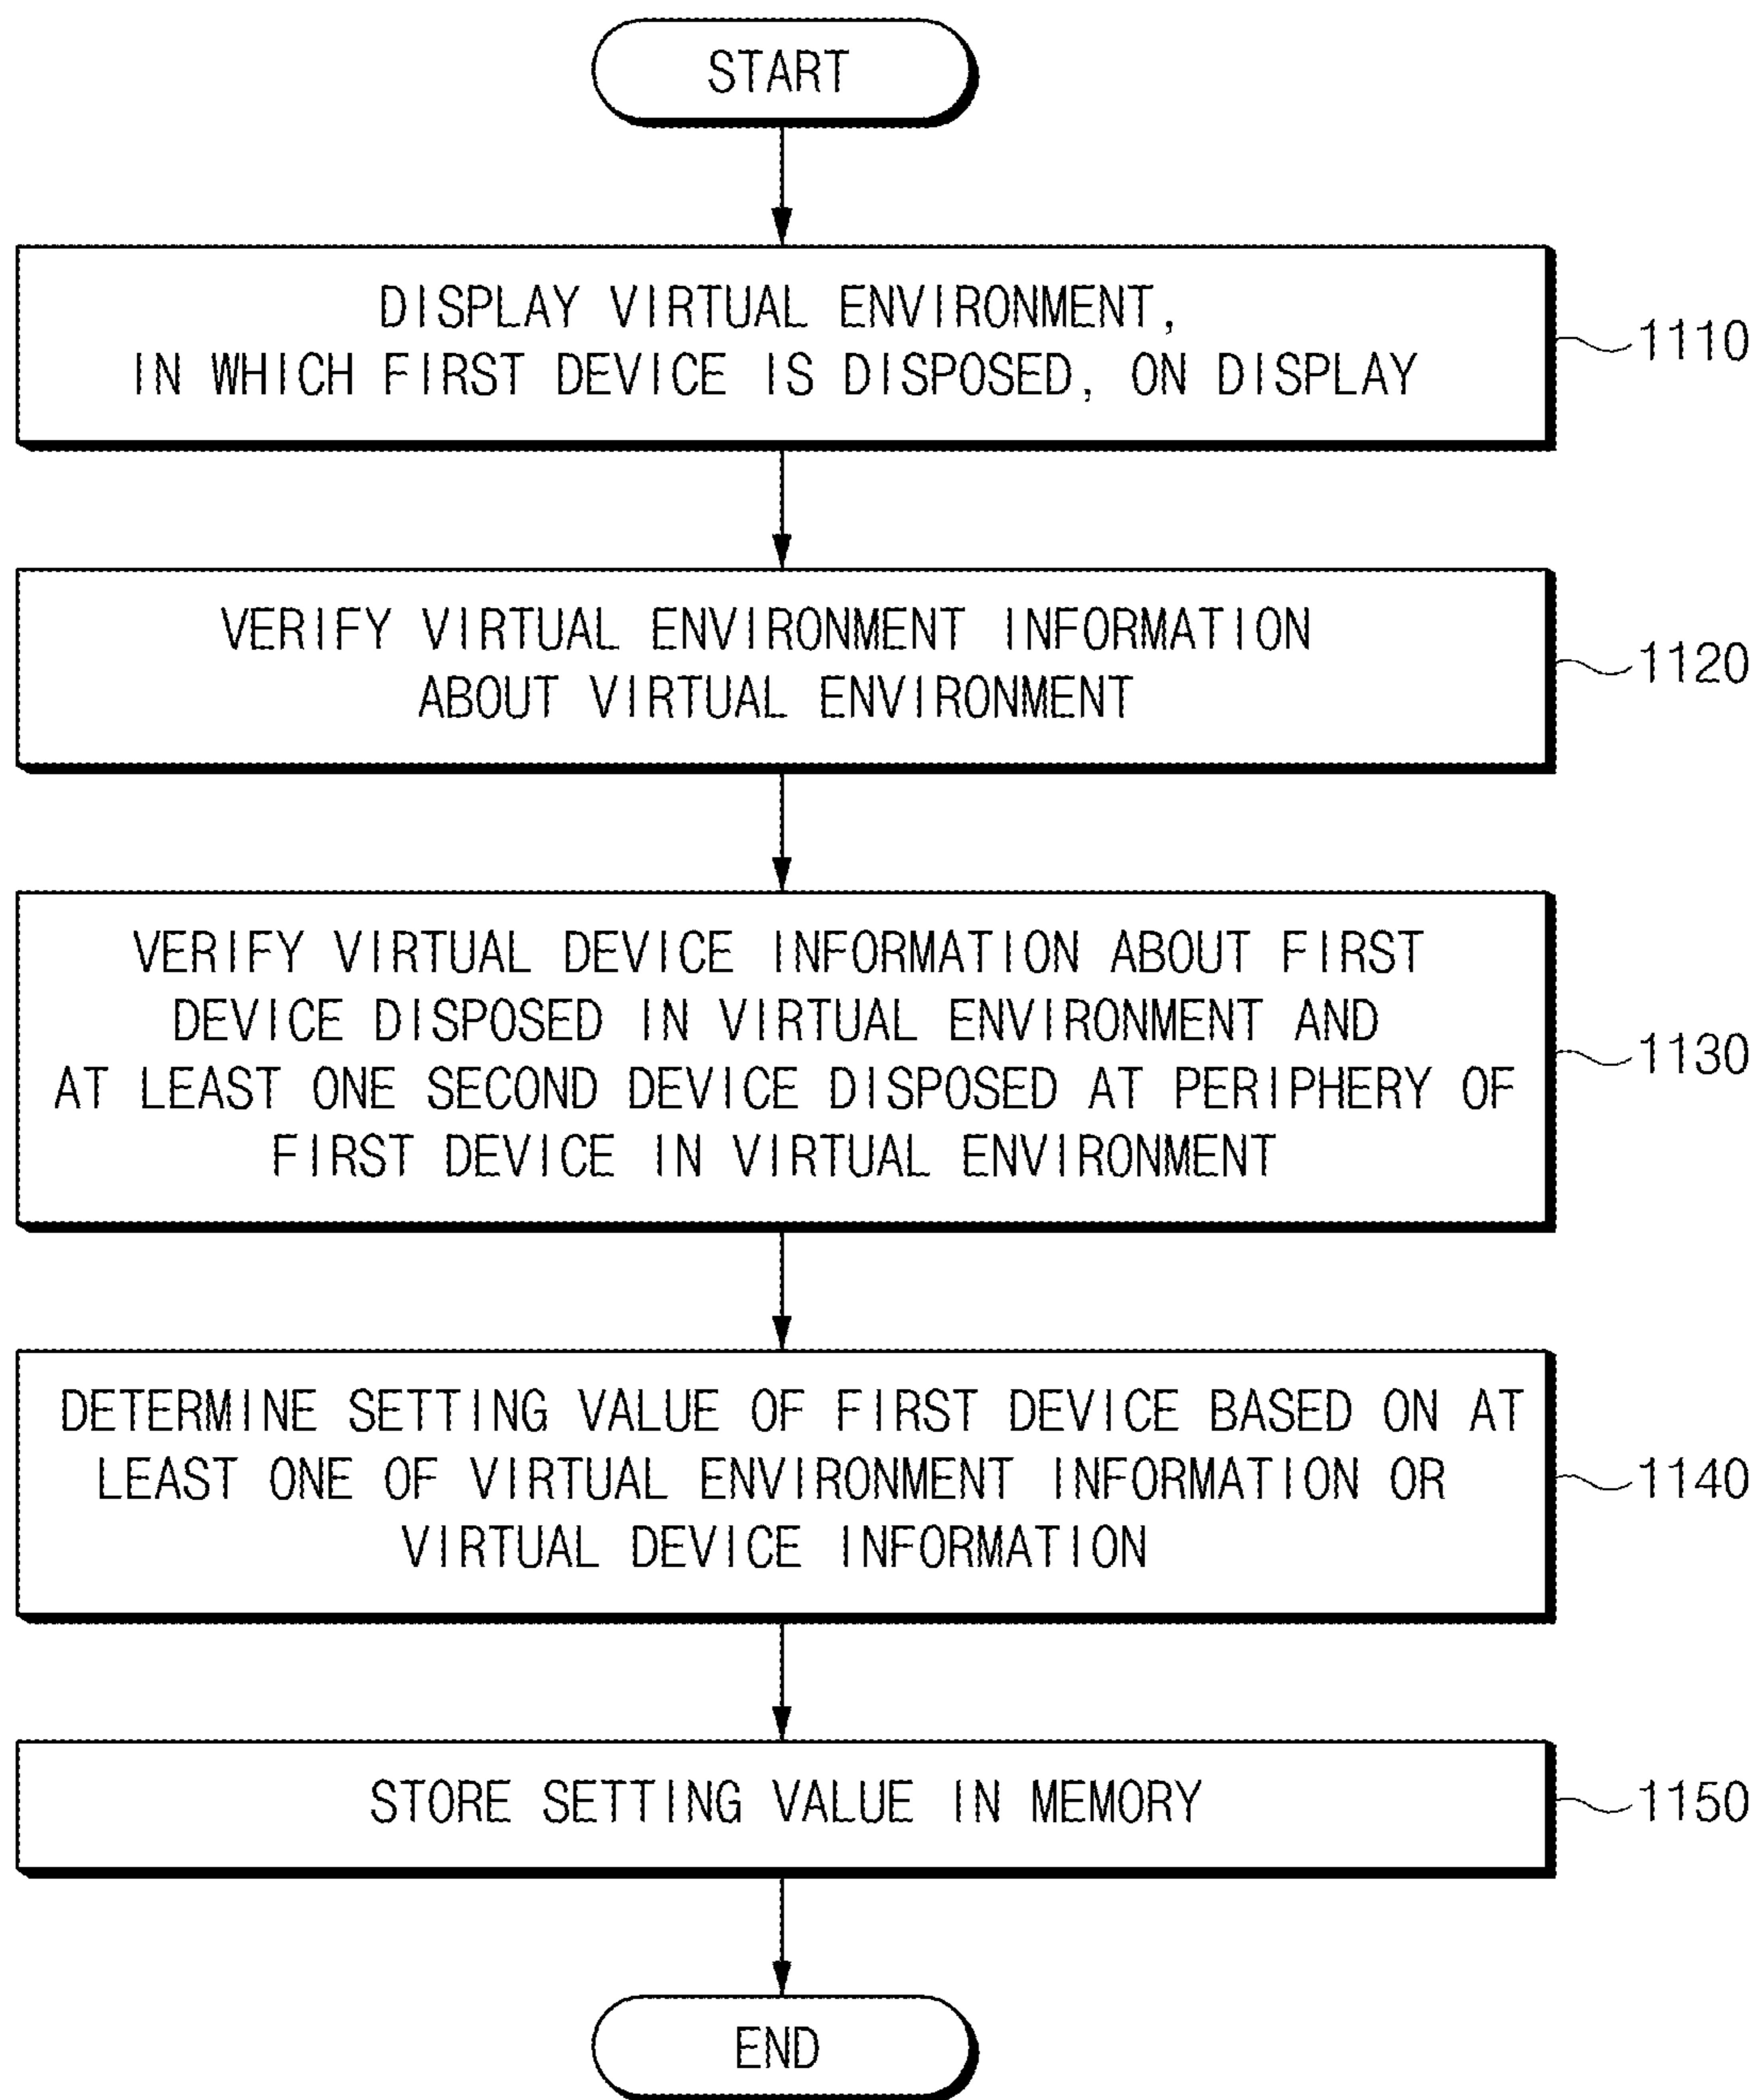 START
DISPLAY VIRTUAL ENVIRONMENT,
IN WHICH FIRST DEVICE IS DISPOSED, ON DISPLAY
1110
VERIFY VIRTUAL ENVIRONMENT INFORMATION
ABOUT VIRTUAL ENVIRONMENT
1120
VERIFY VIRTUAL DEVICE INFORMATION ABOUT FIRST
DEVICE DISPOSED IN VIRTUAL ENVIRONMENT AND
AT LEAST ONE SECOND DEVICE DISPOSED AT PERIPHERY OF
FIRST DEVICE IN VIRTUAL ENVIRONMENT
1130
DETERMINE SETTING VALUE OF FIRST DEVICE BASED ON AT
LEAST ONE OF VIRTUAL ENVIRONMENT INFORMATION OR
VIRTUAL DEVICE INFORMATION
1140
STORE SETTING VALUE IN MEMORY
1150
END